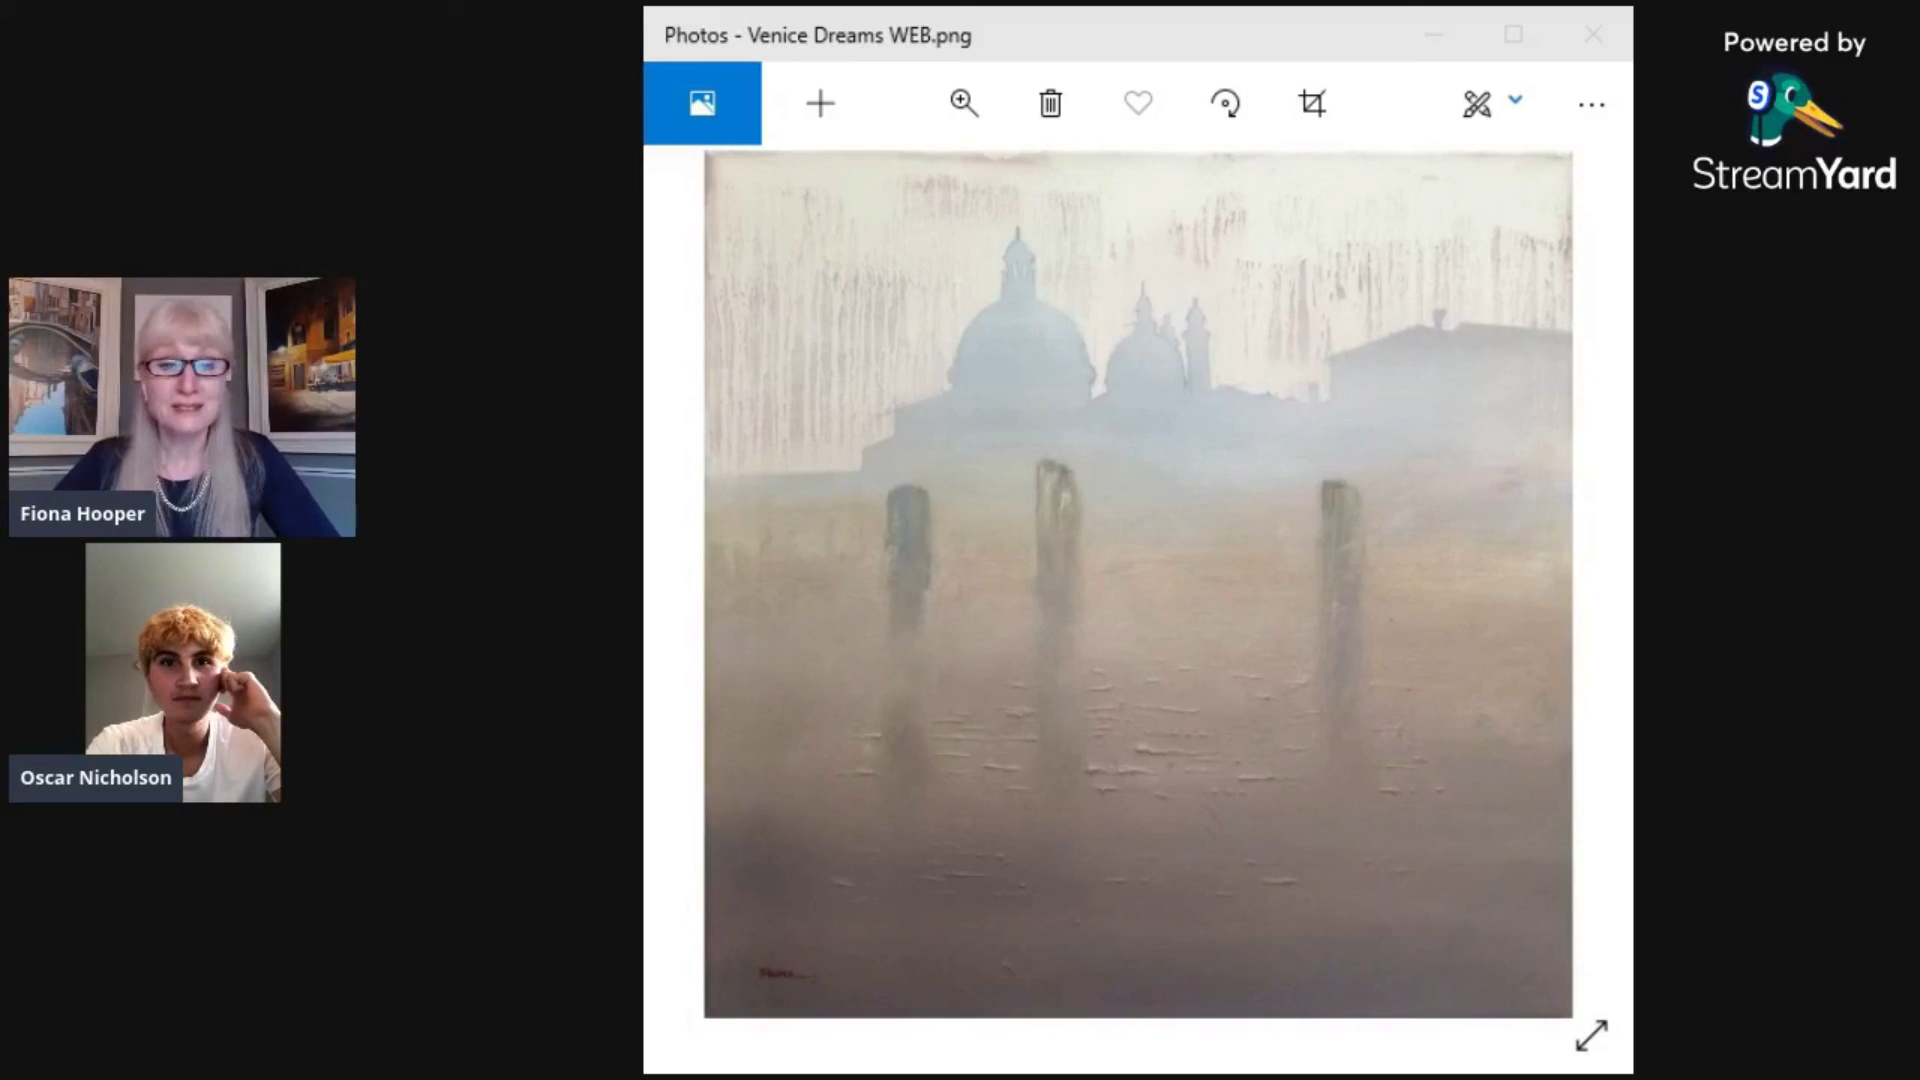 Photos - Venice Dreams WEB.png
Powered by
S
StreamYard
Fiona Hooper
Oscar Nicholson